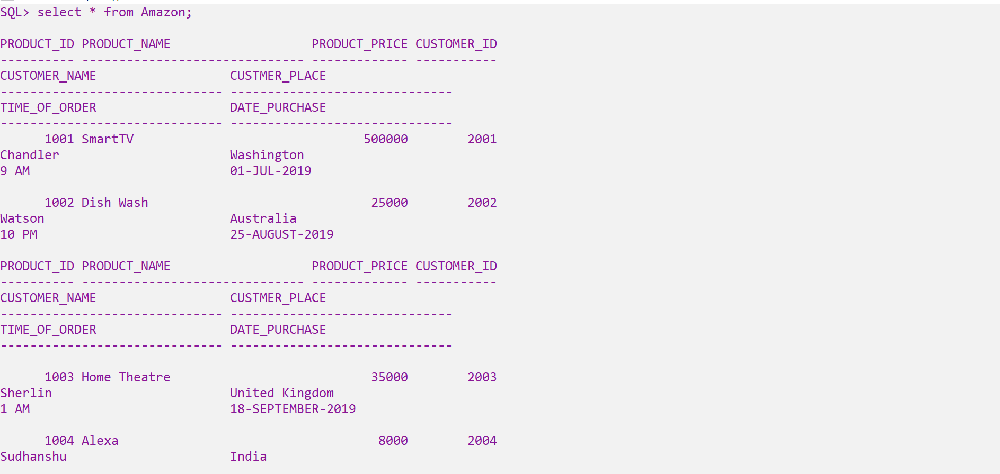 SQL> select * from Amazon;
PRODUCT_ID PRODUCT_NAME                   PRODUCT_PRICE CUSTOMER_ID
---------- ------------------------------ ------------- -----------
CUSTOMER_NAME                  CUSTMER_PLACE
------------------------------ ------------------------------
TIME_OF_ORDER                  DATE_PURCHASE
------------------------------ ------------------------------
      1001 SmartTV                               500000        2001
Chandler                       Washington
9 AM                           01-JUL-2019
      1002 Dish Wash                              25000        2002
Watson                         Australia
10 PM                          25-AUGUST-2019
PRODUCT_ID PRODUCT_NAME                   PRODUCT_PRICE CUSTOMER_ID
---------- ------------------------------ ------------- -----------
CUSTOMER_NAME                  CUSTMER_PLACE
------------------------------ ------------------------------
TIME_OF_ORDER                  DATE_PURCHASE
------------------------------ ------------------------------
      1003 Home Theatre                           35000        2003
Sherlin                        United Kingdom
1 AM                           18-SEPTEMBER-2019
      1004 Alexa                                   8000        2004
Sudhanshu                      India